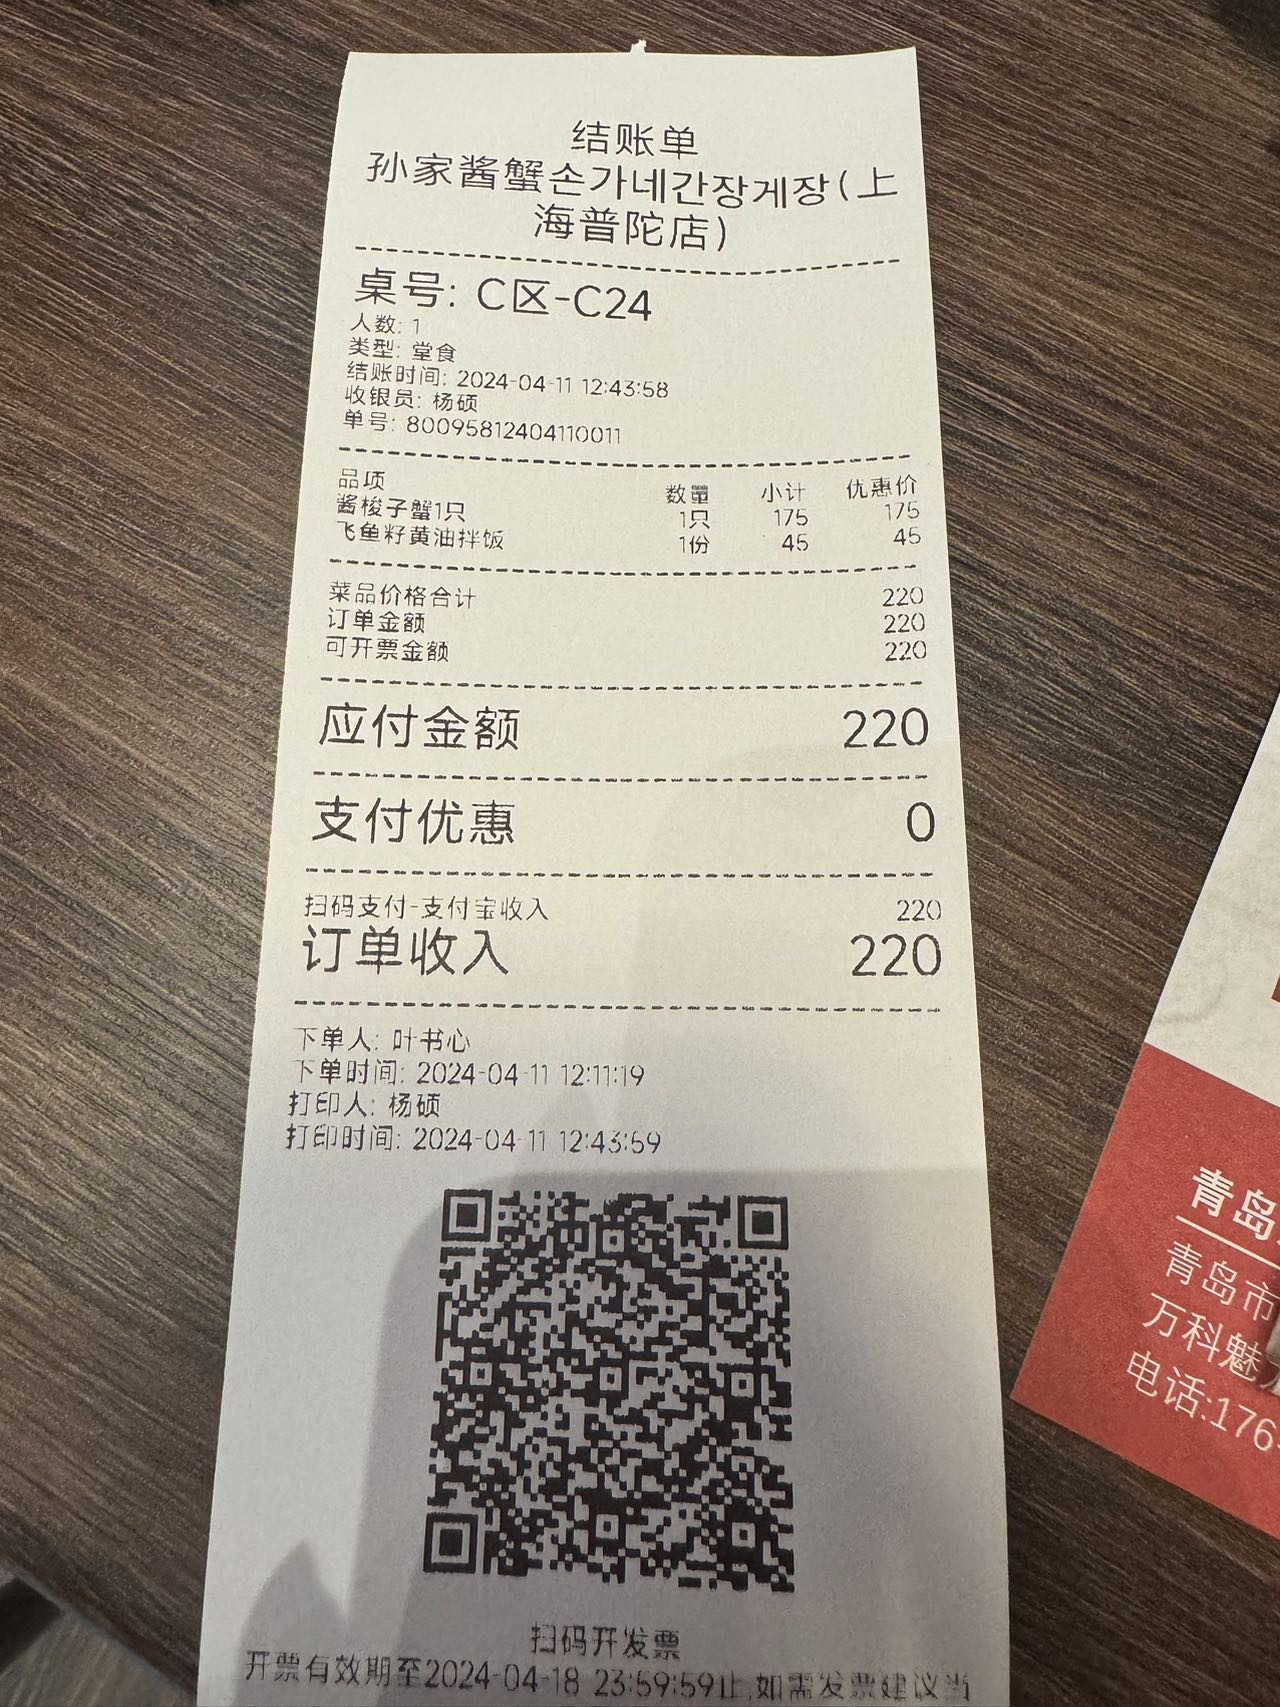 结账单
孙家酱蟹손가네간장게장(上
海普陀店)
桌号: C区-C24
人数: 1
类型: 堂食
结账时间: 2024-04-11 12:43:58
收银员: 杨硕
单号: 80095812404110011
品项 数量 小计 优惠价
酱梭子蟹1只 1只 175 175
飞鱼籽黄油拌饭 1份 45 45
菜品价格合计 220
订单金额 220
可开票金额 220
应付金额 220
支付优惠 0
扫码支付-支付宝收入 220
订单收入 220
下单人: 叶书心
下单时间: 2024-04-11 12:11:19
打印人: 杨硕
打印时间: 2024-04-11 12:43:59
扫码开发票
开票有效期至2024-04-18 23:59:59止,如需发票建议当
青岛
青岛市
万科魅
电话:176